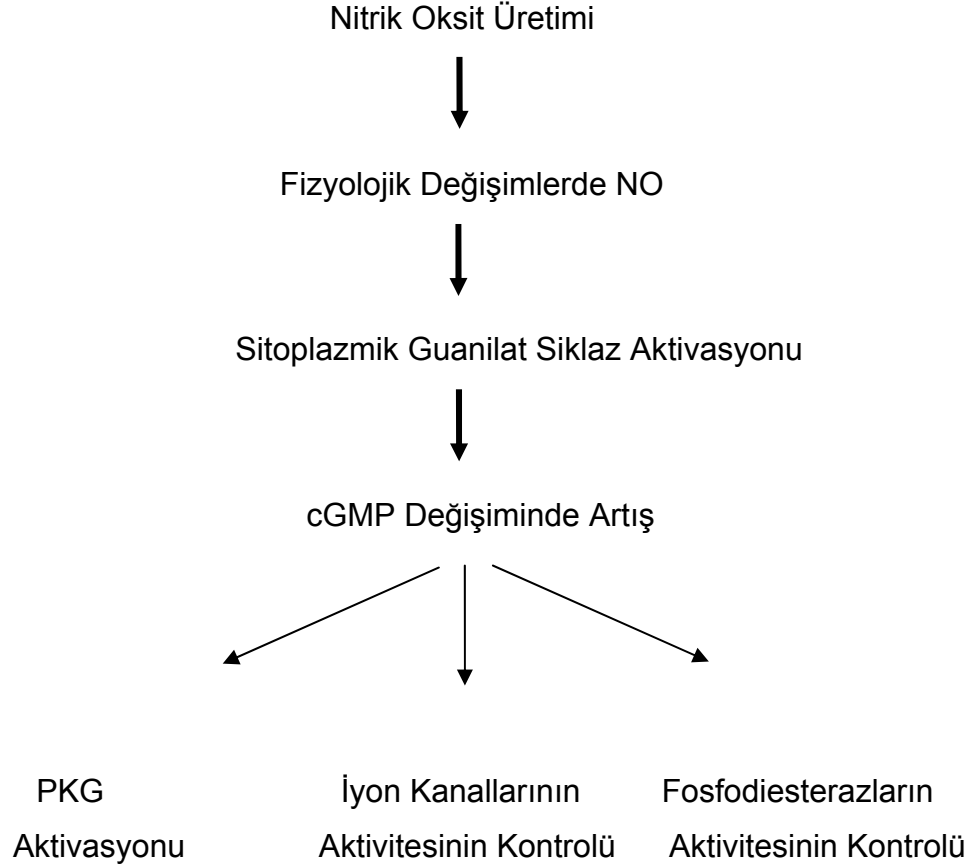 Nitrik Oksit Üretimi
Fizyolojik Değişimlerde NO
Sitoplazmik Guanilat Siklaz Aktivasyonu
cGMP Değişiminde Artış
PKG
Aktivasyonu
İyon Kanallarının
Aktivitesinin Kontrolü
Fosfodiesterazların
Aktivitesinin Kontrolü